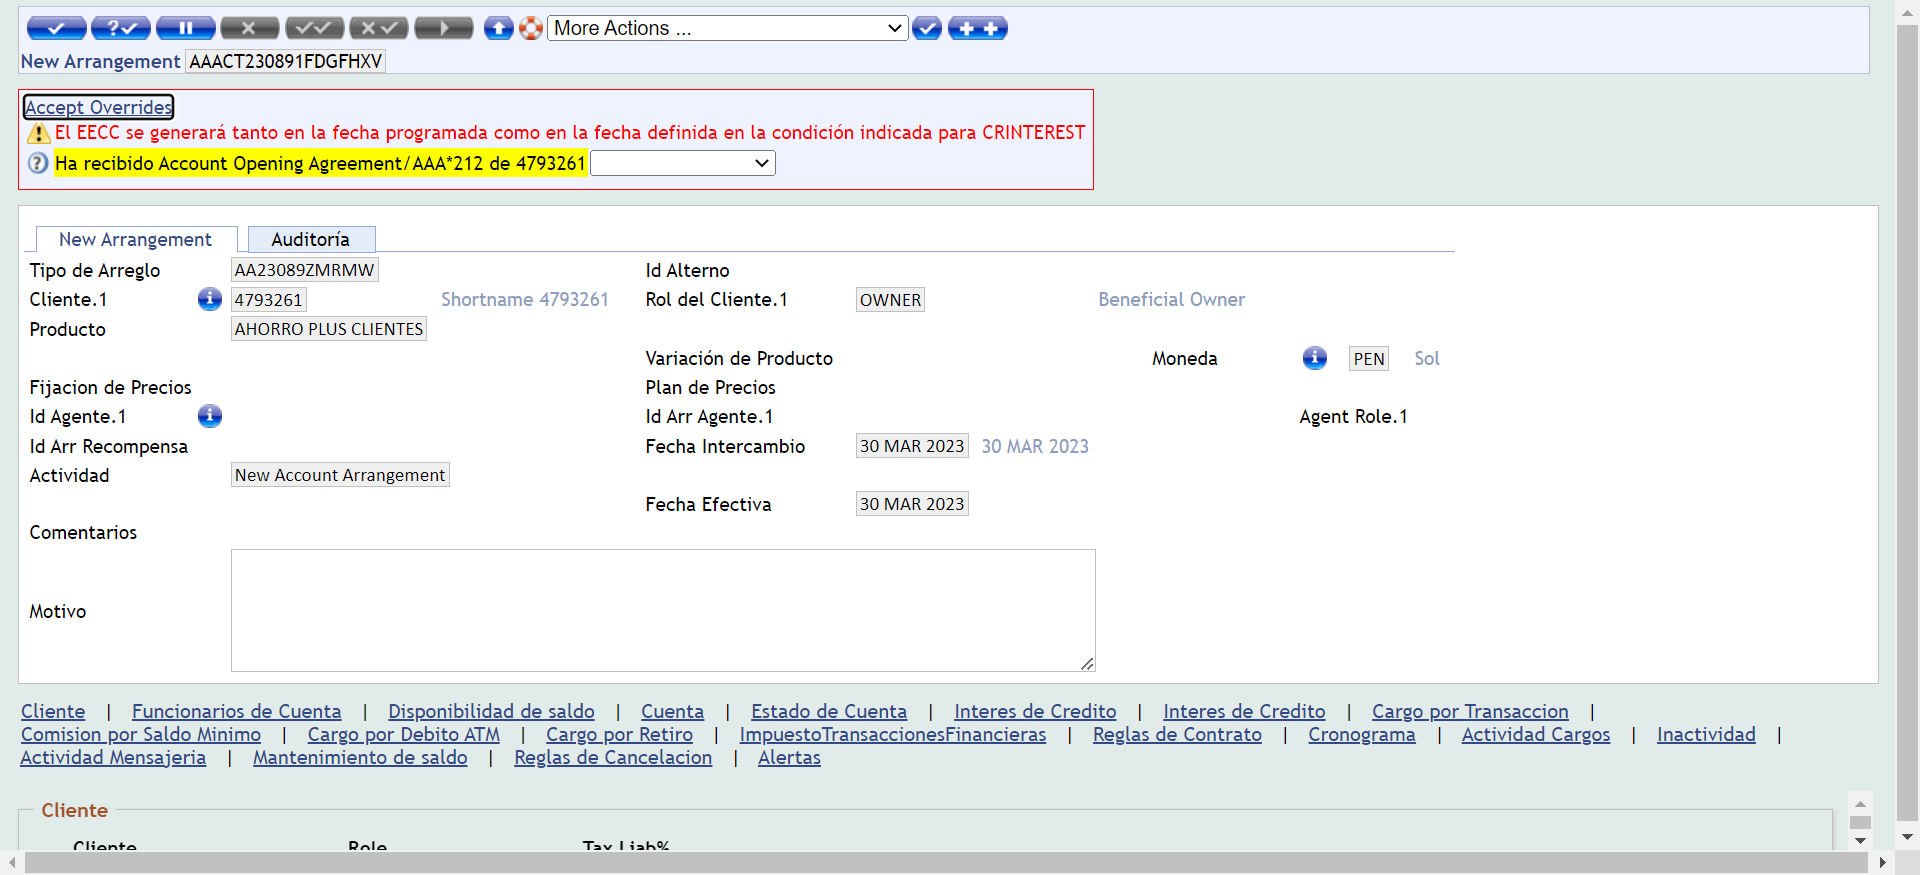 More Actions ...
New Arrangement AAACT230891FDGFHXV
Accept Overrides
El EECC se generará tanto en la fecha programada como en la fecha definida en la condición indicada para CRINTEREST
Ha recibido Account Opening Agreement/AAA*212 de 4793261
New Arrangement Auditoría
Tipo de Arreglo AA23089ZMRMW Id Alterno
Cliente.1 4793261 Shortname 4793261 Rol del Cliente.1 OWNER Beneficial Owner
Producto AHORRO PLUS CLIENTES
Variación de Producto Moneda PEN Sol
Fijacion de Precios Plan de Precios
Id Agente.1 Id Arr Agente.1 Agent Role.1
Id Arr Recompensa Fecha Intercambio 30 MAR 2023 30 MAR 2023
Actividad New Account Arrangement
Fecha Efectiva 30 MAR 2023
Comentarios
Motivo
Cliente | Funcionarios de Cuenta | Disponibilidad de saldo | Cuenta | Estado de Cuenta | Interes de Credito | Interes de Credito | Cargo por Transaccion |
Comision por Saldo Minimo | Cargo por Debito ATM | Cargo por Retiro | ImpuestoTransaccionesFinancieras | Reglas de Contrato | Cronograma | Actividad Cargos | Inactividad |
Actividad Mensajeria | Mantenimiento de saldo | Reglas de Cancelacion | Alertas
Cliente
Cliente Role Tax Liab%